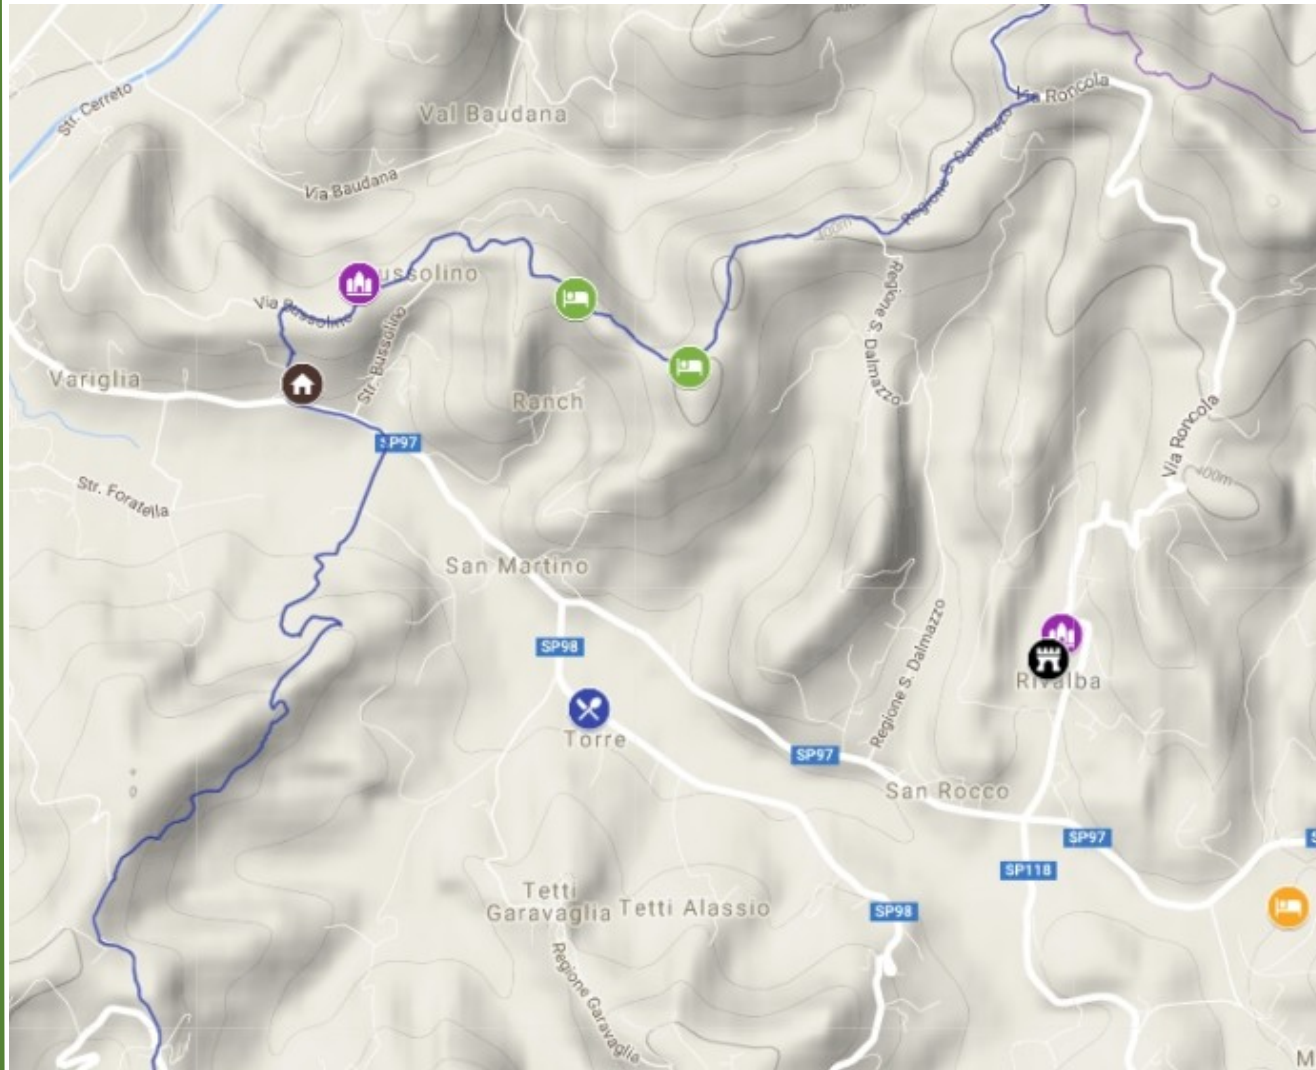 Via Roncola
Str. Cerreto
Val Baudana
Regione S. Dalmazzo
Via Baudana
400m
ussolino
Via Bussolino
Str. Bussolino
Regione S. Dalmazzo
Variglia
Ranch
SP97
Via Roncola
400m
Str. Foratella
San Martino
SP98
Regione S. Dalmazzo
Rivalba
Torre
SP97
San Rocco
SP97
SP118
Tetti
Garavaglia
Tetti Alassio
SP98
Regione Garavaglia